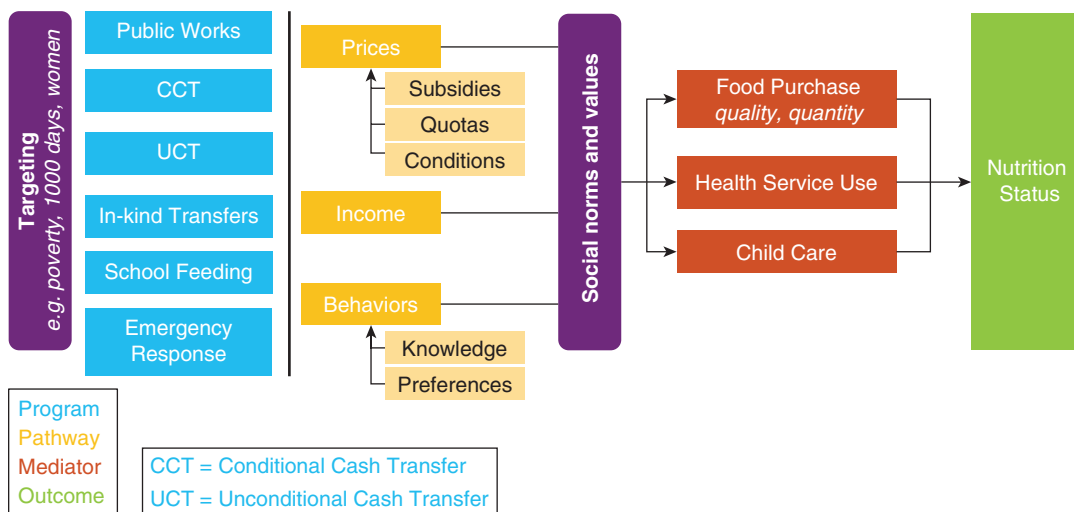 Targeting
e.g. poverty, 1000 days, women
Public Works
CCT
UCT
In-kind Transfers
School Feeding
Emergency
Response
Prices
Subsidies
Quotas
Conditions
Income
Behaviors
Knowledge
Preferences
Social norms and values
Food Purchase
quality, quantity
Health Service Use
Child Care
Nutrition
Status
Program
Pathway
Mediator
Outcome
CCT = Conditional Cash Transfer
UCT = Unconditional Cash Transfer